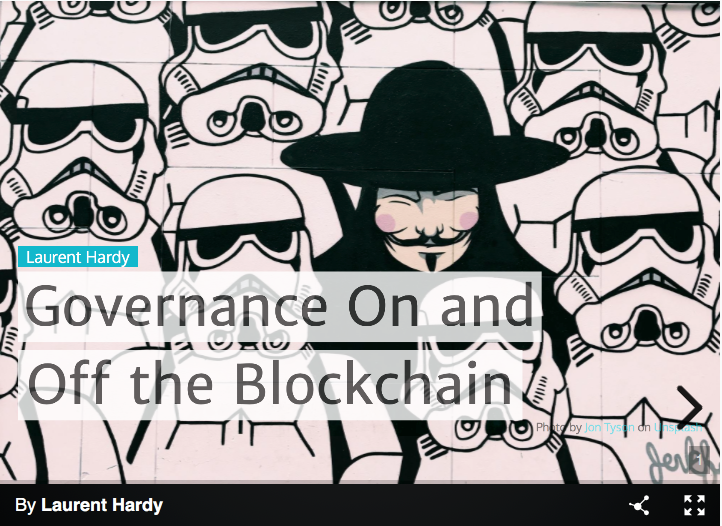 Laurent Hardy
Governance On and
Off the Blockchain
Photo by Jon Tyson on Unsplash
By Laurent Hardy